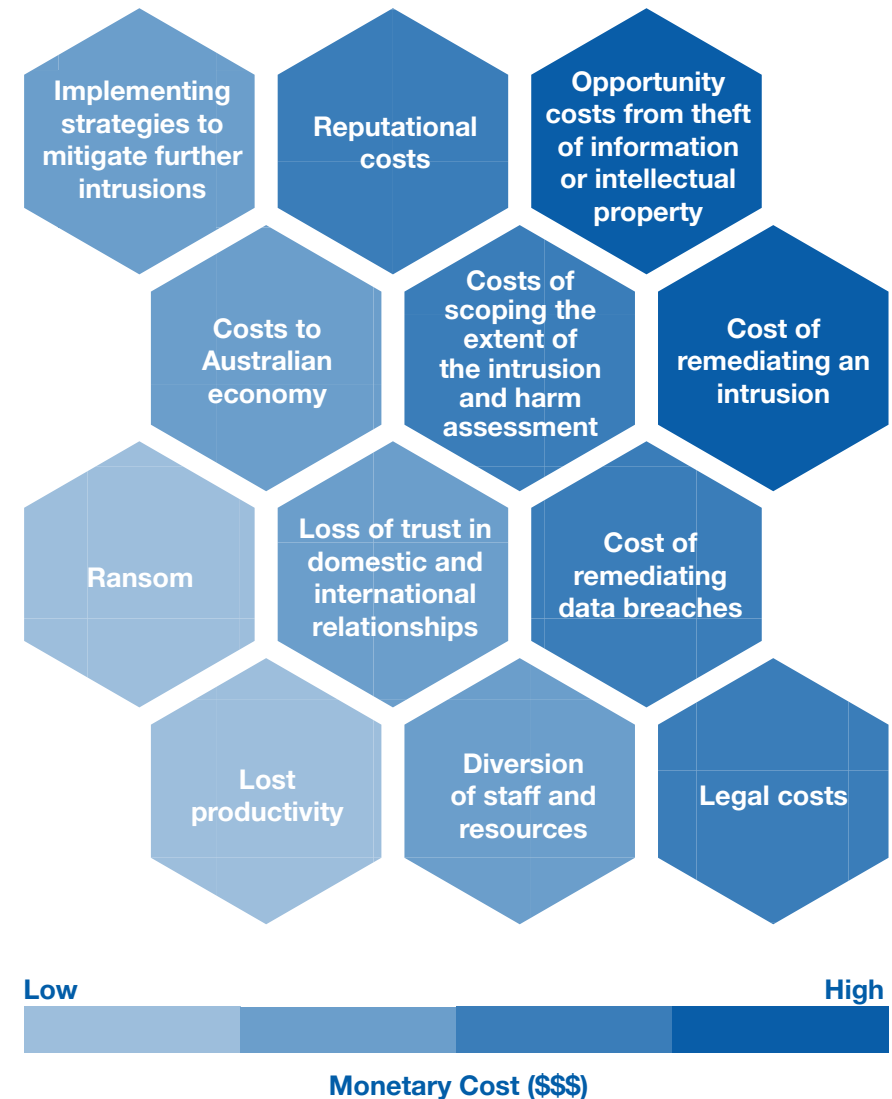 Implementing
strategies to
mitigate further
intrusions
Reputational
costs
Opportunity
costs from theft
of information
or intellectual
property
Costs to
Australian
economy
Costs of
scoping the
extent of
the intrusion
and harm
assessment
Cost of
remediating an
intrusion
Ransom
Loss of trust in
domestic and
international
relationships
Cost of
remediating
data breaches
Lost
productivity
Diversion
of staff and
resources
Legal costs
Low
High
Monetary Cost ($$$)